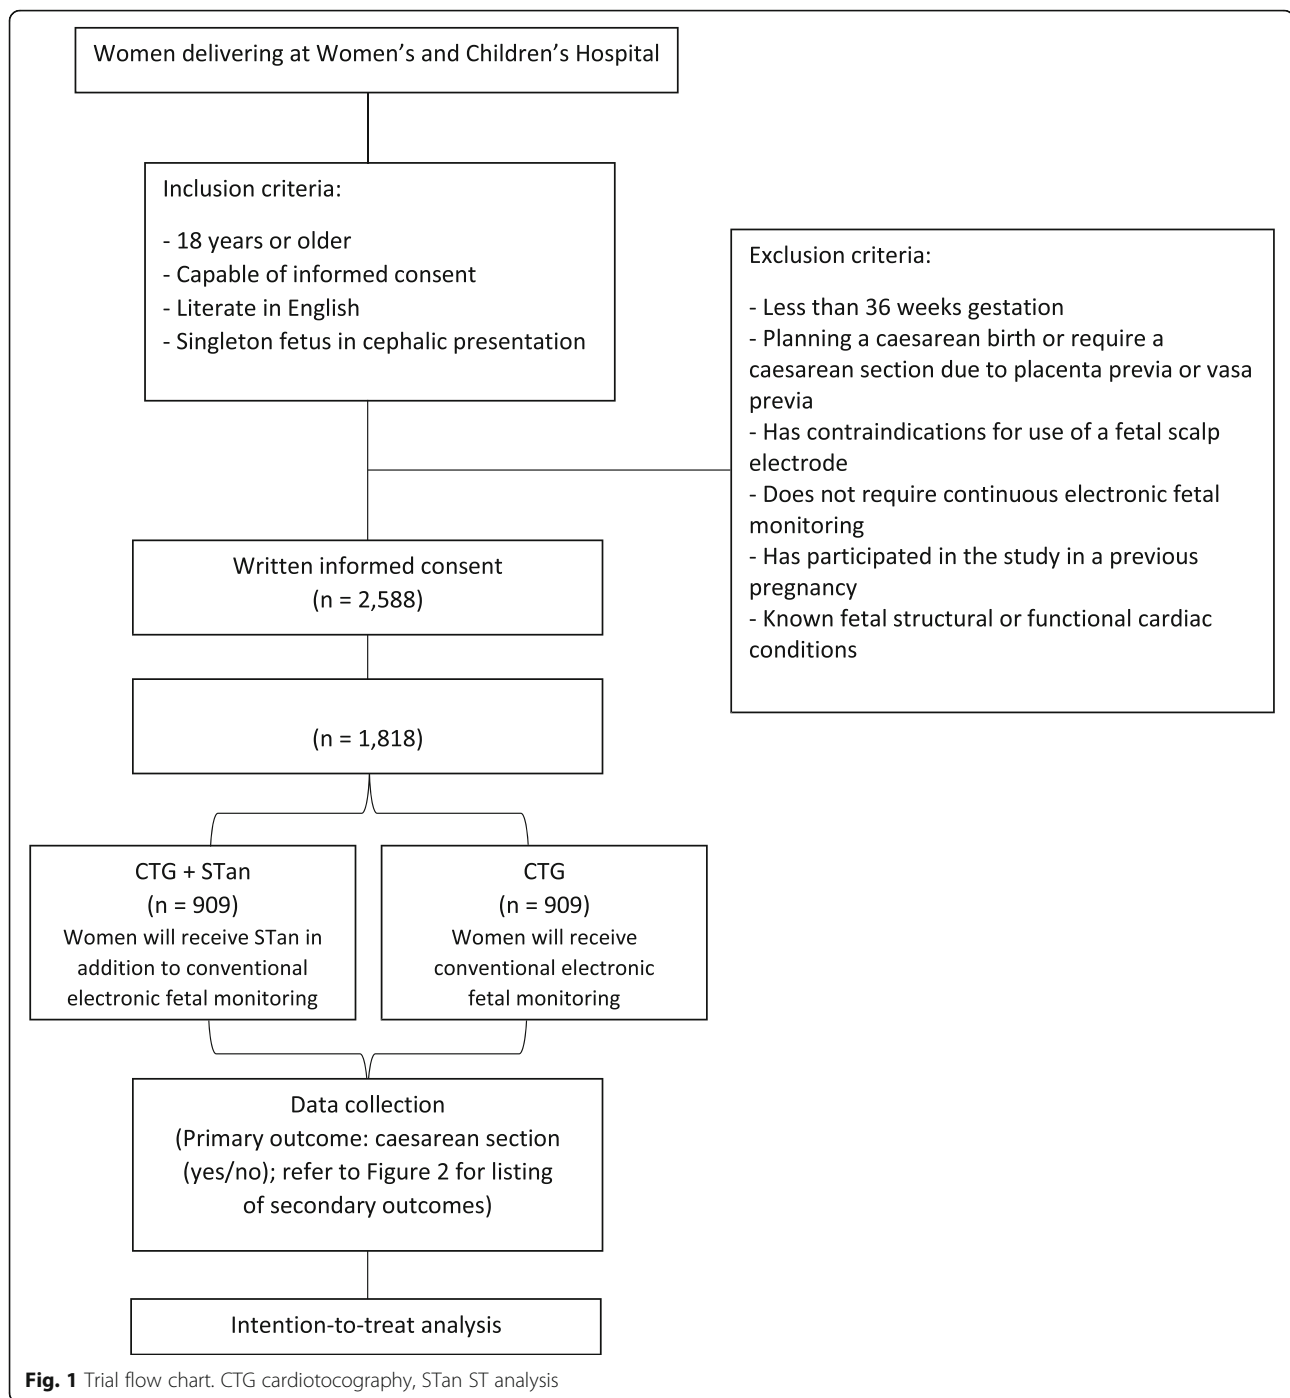 Women delivering at Women’s and Children’s Hospital
Inclusion criteria:
- 18 years or older
- Capable of informed consent
- Literate in English
- Singleton fetus in cephalic presentation
Exclusion criteria:
- Less than 36 weeks gestation
- Planning a caesarean birth or require a
caesarean section due to placenta previa or vasa
previa
- Has contraindications for use of a fetal scalp
electrode
- Does not require continuous electronic fetal
monitoring
- Has participated in the study in a previous
pregnancy
- Known fetal structural or functional cardiac
conditions
Written informed consent
(n = 2,588)
(n = 1,818)
CTG + STan
(n = 909)
Women will receive STan in
addition to conventional
electronic fetal monitoring
CTG
(n = 909)
Women will receive
conventional electronic
fetal monitoring
Data collection
(Primary outcome: caesarean section
(yes/no); refer to Figure 2 for listing
of secondary outcomes)
Intention-to-treat analysis
Fig. 1 Trial flow chart. CTG cardiotocography, STan ST analysis